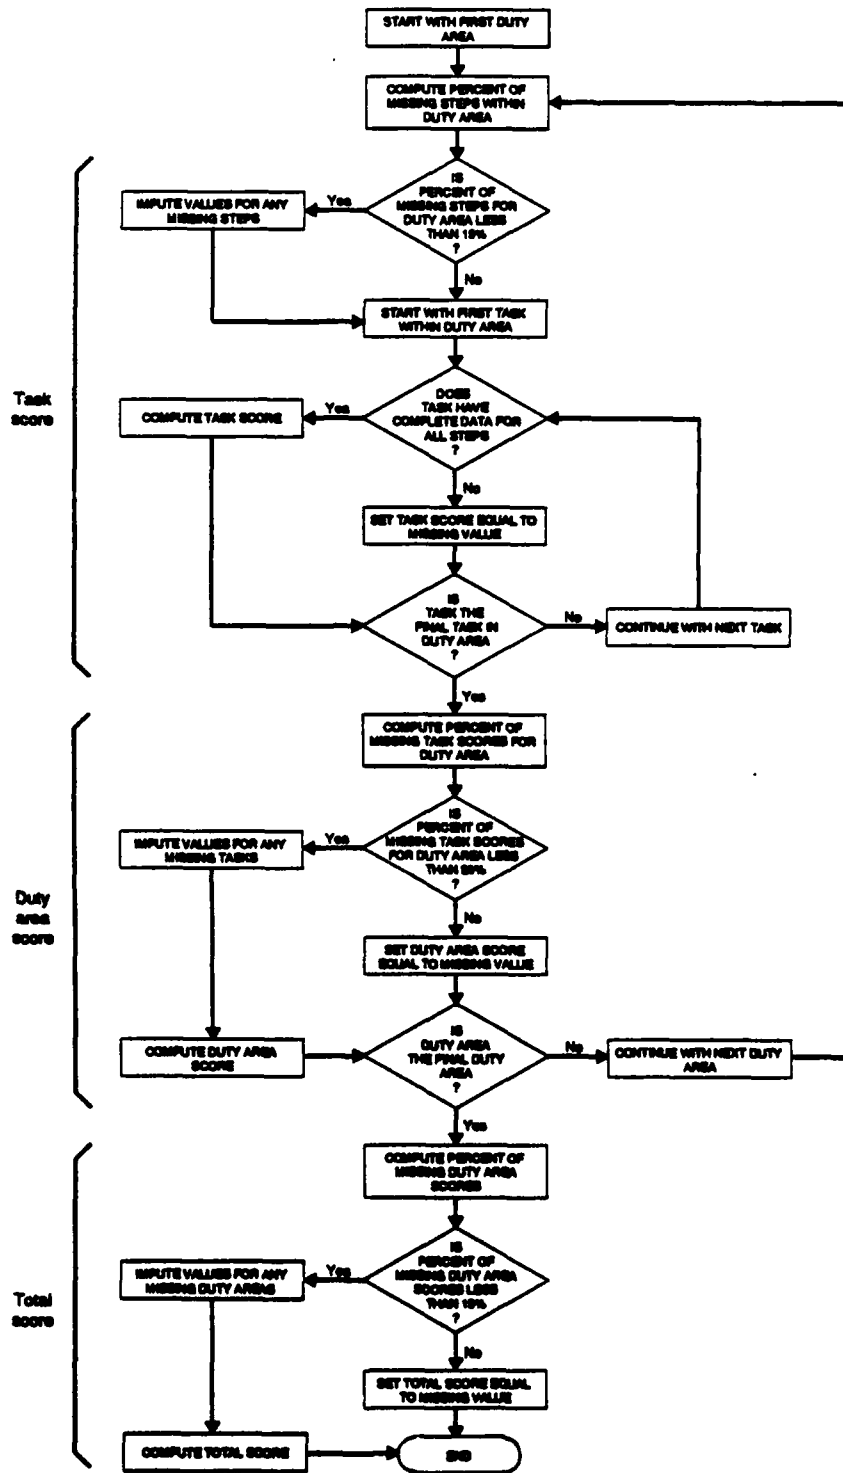 START WITH FIRST DUTY
AREA
COMPUTE PERCENT OF
MISSING STEPS WITHIN
DUTY AREA
IS
PERCENT OF
MISSING STEPS FOR
DUTY AREA LESS
THAN
?
Yes
IMPUTE VALUES FOR ANY
MISSING STEPS
No
START WITH FIRST TASK
WITHIN DUTY AREA
Task
score
DOES
TASK HAVE
COMPLETE DATA FOR
ALL STEPS
?
Yes
COMPUTE TASK SCORE
No
SET TASK SCORE EQUAL TO
MISSING VALUE
IS
TASK THE
FINAL TASK IN
DUTY AREA
?
No
CONTINUE WITH NEXT TASK
Yes
COMPUTE PERCENT OF
MISSING TASK SCORES FOR
DUTY AREA
IS
PERCENT OF
MISSING TASK SCORES
FOR DUTY AREA LESS
THAN
?
Yes
IMPUTE VALUES FOR ANY
MISSING TASKS
Duty
area
score
No
SET DUTY AREA SCORE
EQUAL TO MISSING VALUE
COMPUTE DUTY AREA
SCORE
IS
DUTY AREA
THE FINAL DUTY
AREA
?
No
CONTINUE WITH NEXT DUTY
AREA
Yes
COMPUTE PERCENT OF
MISSING DUTY AREA
SCORES
IS
PERCENT OF
MISSING DUTY AREA
SCORES LESS
THAN
?
Yes
IMPUTE VALUES FOR ANY
MISSING DUTY AREAS
Total
score
No
SET TOTAL SCORE EQUAL
TO MISSING VALUE
COMPUTE TOTAL SCORE
END